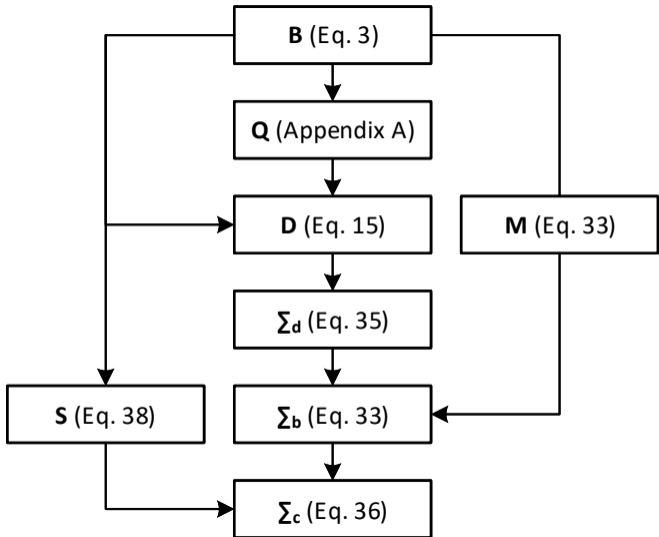 B (Eq. 3)
Q (Appendix A)
D (Eq. 15)
M (Eq. 33)
∑d (Eq. 35)
S (Eq. 38)
∑b (Eq. 33)
∑c (Eq. 36)